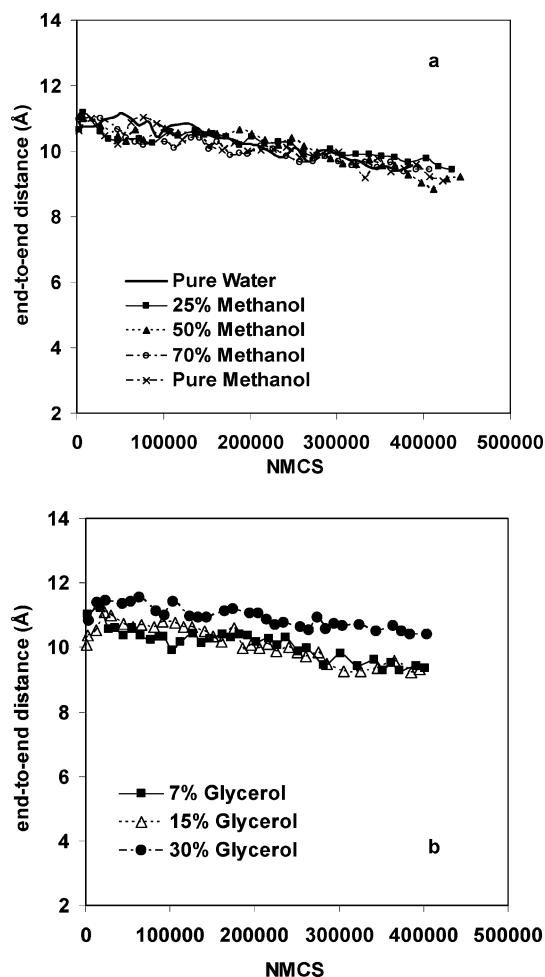 14
a
12
10
8
6
4
2
end-to-end distance (Å)
Pure Water
25% Methanol
50% Methanol
70% Methanol
Pure Methanol
0 100000 200000 300000 400000 500000
NMCS
14
12
10
8
6
4
2
end-to-end distance (Å)
7% Glycerol
15% Glycerol
30% Glycerol
b
0 100000 200000 300000 400000 500000
NMCS